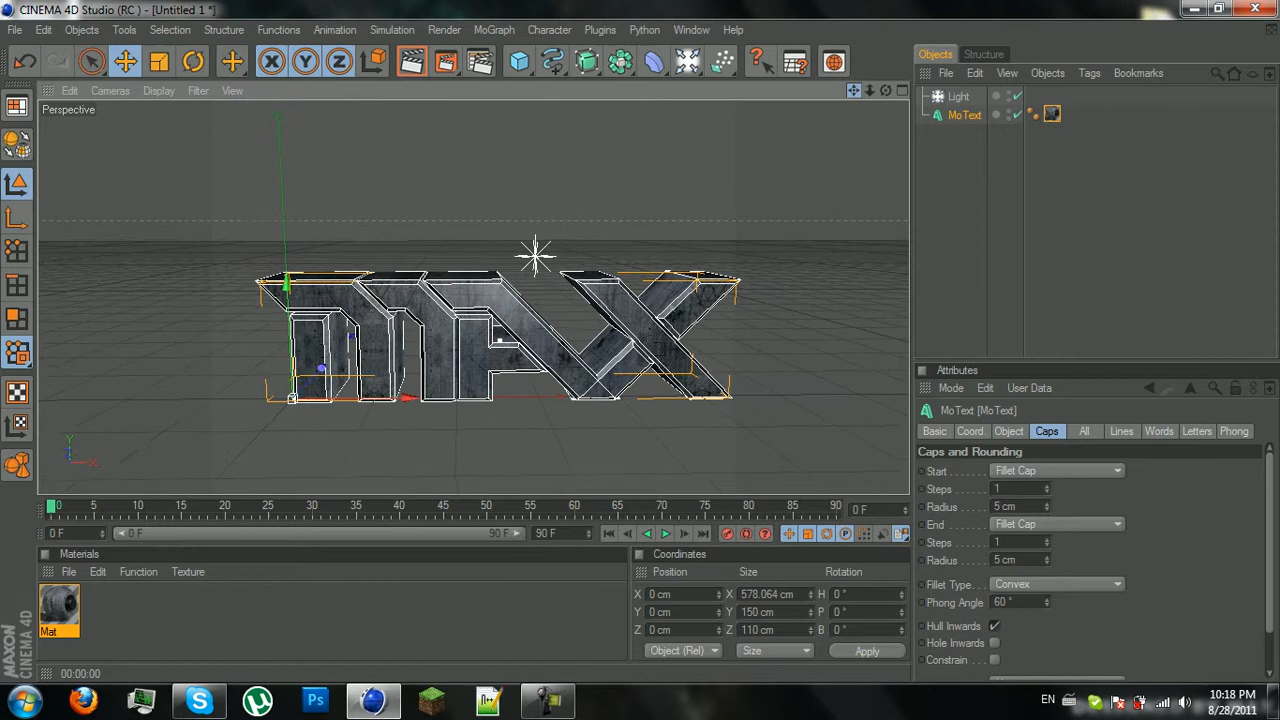 CINEMA 4D Studio (RC ) - [Untitled 1 *]
File Edit Objects Tools Selection Structure Functions Animation Simulation Render MoGraph Character Plugins Python Window Help
Edit Cameras Display Filter View
Perspective
Y
X
0 5 10 15 20 25 30 35 40 45 50 55 60 65 70 75 80 85 90
0 F
0 F
0 F
90 F
90 F
Materials
File Edit Function Texture
Mat
MAXON
CINEMA 4D
00:00:00
Coordinates
Position Size Rotation
X 0 cm X 578.064 cm H 0 °
Y 0 cm Y 150 cm P 0 °
Z 0 cm Z 110 cm B 0 °
Object (Rel) Size Apply
Objects Structure
File Edit View Objects Tags Bookmarks
Light
MoText
Attributes
Mode Edit User Data
MoText [MoText]
Basic Coord. Object Caps All Lines Words Letters Phong
Caps and Rounding
Start Fillet Cap
Steps 1
Radius 5 cm
End Fillet Cap
Steps 1
Radius 5 cm
Fillet Type Convex
Phong Angle 60 °
Hull Inwards
Hole Inwards
Constrain
EN
10:18 PM
8/28/2011